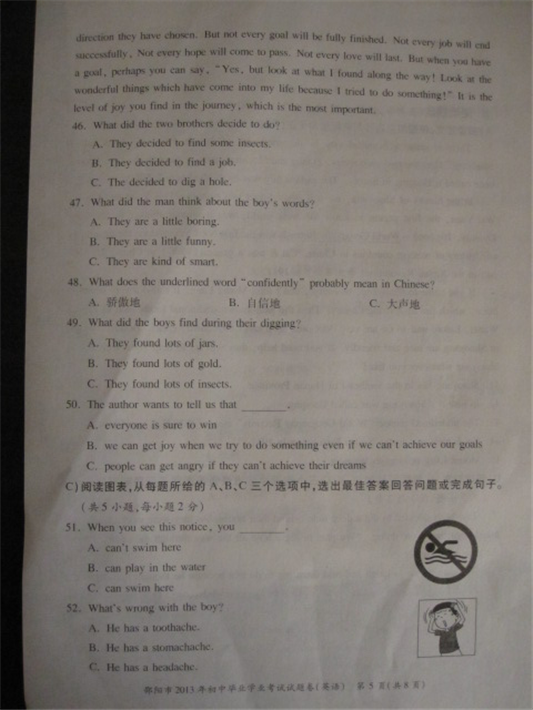 direction they have chosen. But not every goal will be fully finished. Not every job will end
successfully, Not every hope will come to pass. Not every love will last. But when you have
a goal, perhaps you can say, "Yes, but look at what I found along the way! Look at the
wonderful things which have come into my life because I tried to do something!" It is the
level of joy you find in the journey, which is the most important.
46. What did the two brothers decide to do?
A. They decided to find some insects.
B. They decided to find a job.
C. The decided to dig a hole.
47. What did the man think about the boy's words?
A. They are a little boring.
B. They are a little funny.
C. They are kind of smart.
48. What does the underlined word "confidently" probably mean in Chinese?
A. 骄傲地 B. 自信地 C. 大声地
49. What did the boys find during their digging?
A. They found lots of jars.
B. They found lots of gold.
C. They found lots of insects.
50. The author wants to tell us that ______.
A. everyone is sure to win
B. we can get joy when we try to do something even if we can't achieve our goals
C. people can get angry if they can't achieve their dreams
C) 阅读图表,从每题所给的 A、B、C 三个选项中,选出最佳答案回答问题或完成句子。
(共 5 小题,每小题 2 分)
51. When you see this notice, you ______.
A. can't swim here
B. can play in the water
C. can swim here
52. What's wrong with the boy?
A. He has a toothache.
B. He has a stomachache.
C. He has a headache.
邵阳市 2013 年初中毕业学业考试试题卷(英语) 第 5 页(共 8 页)